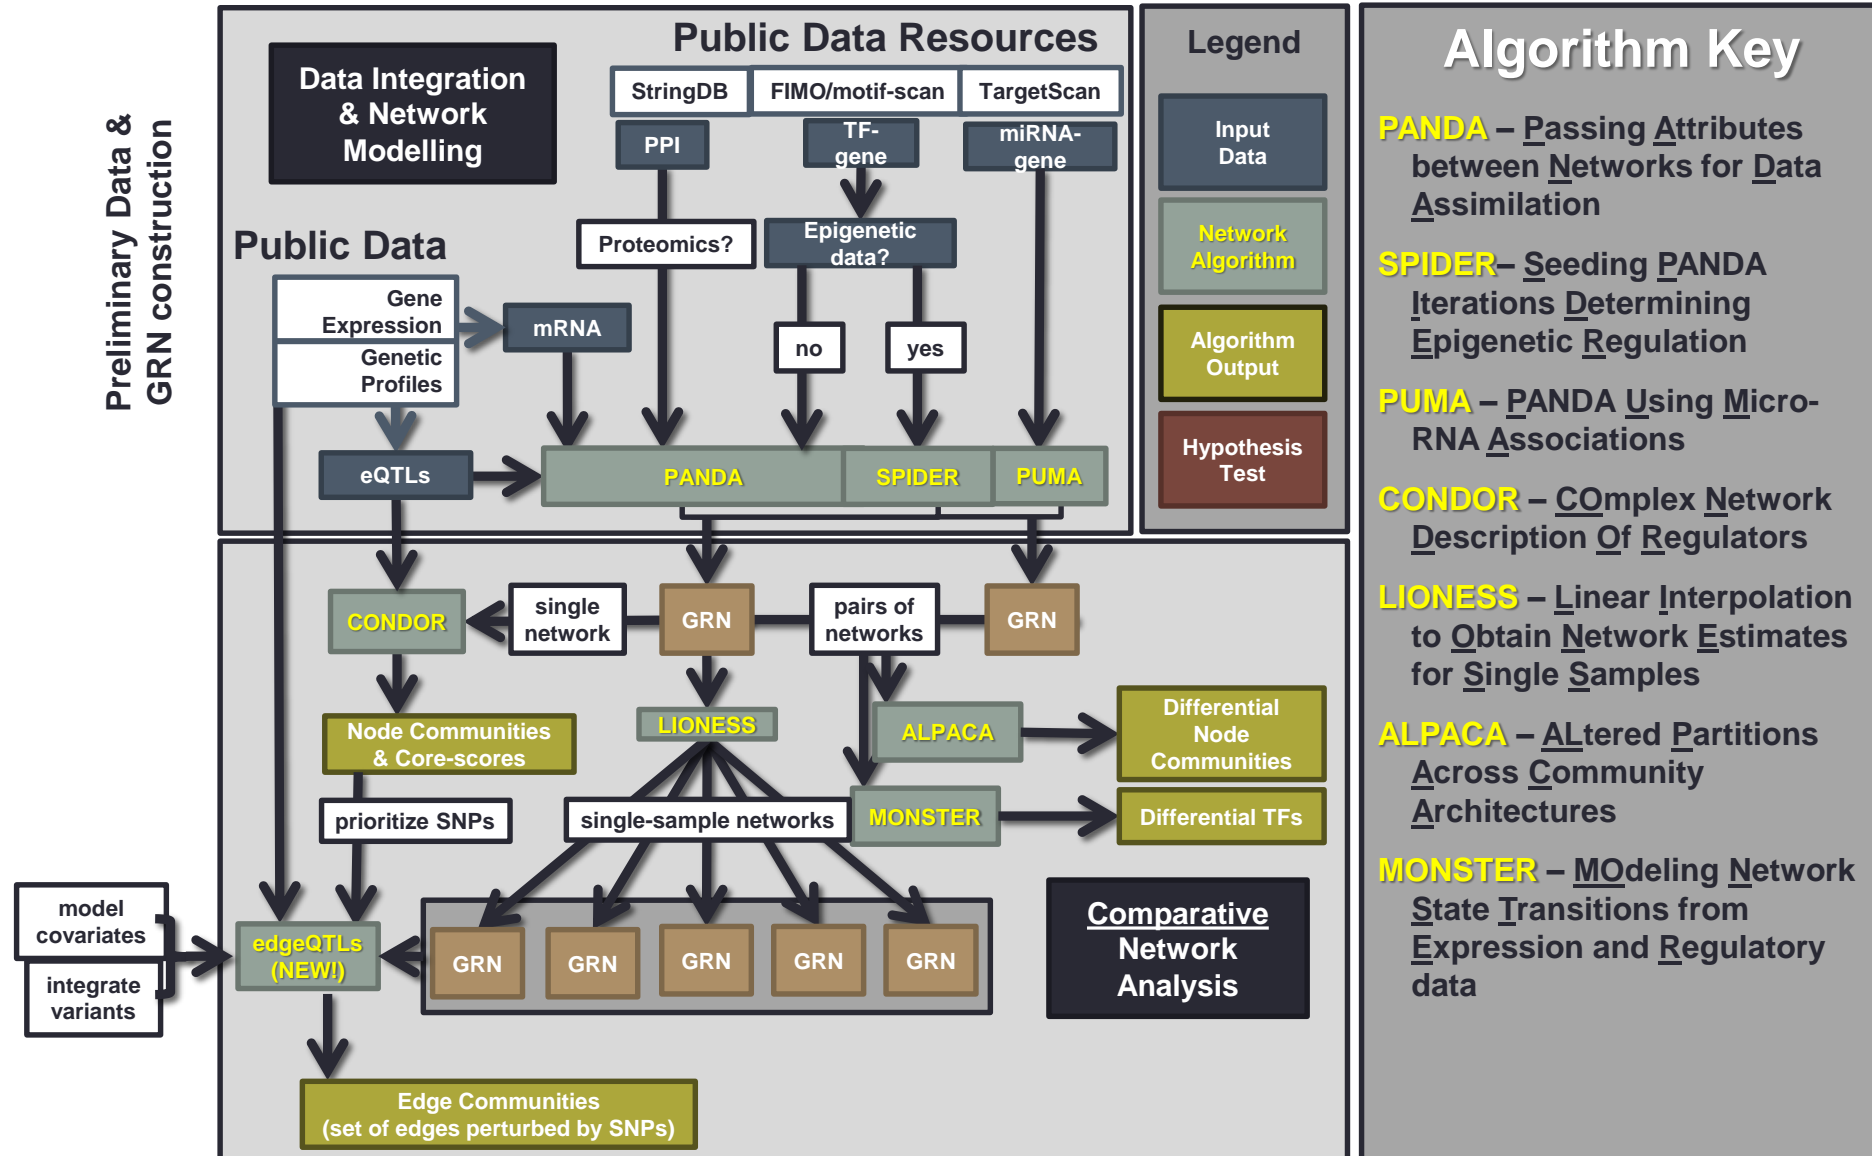 Preliminary Data &
GRN construction
Data Integration
& Network
Modelling
Public Data Resources
StringDB
FIMO/motif-scan
TargetScan
PPI
TF-
gene
miRNA-
gene
Public Data
Proteomics?
Epigenetic
data?
Gene
Expression
Genetic
Profiles
mRNA
no
yes
eQTLs
PANDA
SPIDER
PUMA
Legend
Input
Data
Network
Algorithm
Algorithm
Output
Hypothesis
Test
CONDOR
single
network
GRN
pairs of
networks
GRN
Node Communities
& Core-scores
LIONESS
ALPACA
Differential
Node
Communities
prioritize SNPs
single-sample networks
MONSTER
Differential TFs
model
covariates
integrate
variants
edgeQTLs
(NEW!)
GRN
GRN
GRN
GRN
GRN
Comparative
Network
Analysis
Edge Communities
(set of edges perturbed by SNPs)
Algorithm Key
PANDA – Passing Attributes
between Networks for Data
Assimilation
SPIDER– Seeding PANDA
Iterations Determining
Epigenetic Regulation
PUMA – PANDA Using Micro-
RNA Associations
CONDOR – COmplex Network
Description Of Regulators
LIONESS – Linear Interpolation
to Obtain Network Estimates
for Single Samples
ALPACA – ALtered Partitions
Across Community
Architectures
MONSTER – MOdeling Network
State Transitions from
Expression and Regulatory
data